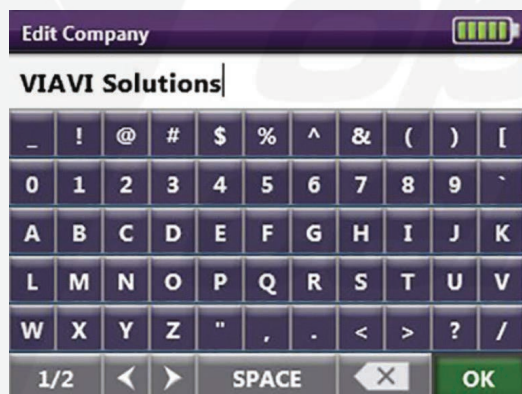 Edit Company
VIAVI Solutions
_ ! @ # $ % ^ & ( ) [
0 1 2 3 4 5 6 7 8 9 `
A B C D E F G H I J K
L M N O P Q R S T U V
W X Y Z " , . < > ? /
1/2 SPACE OK